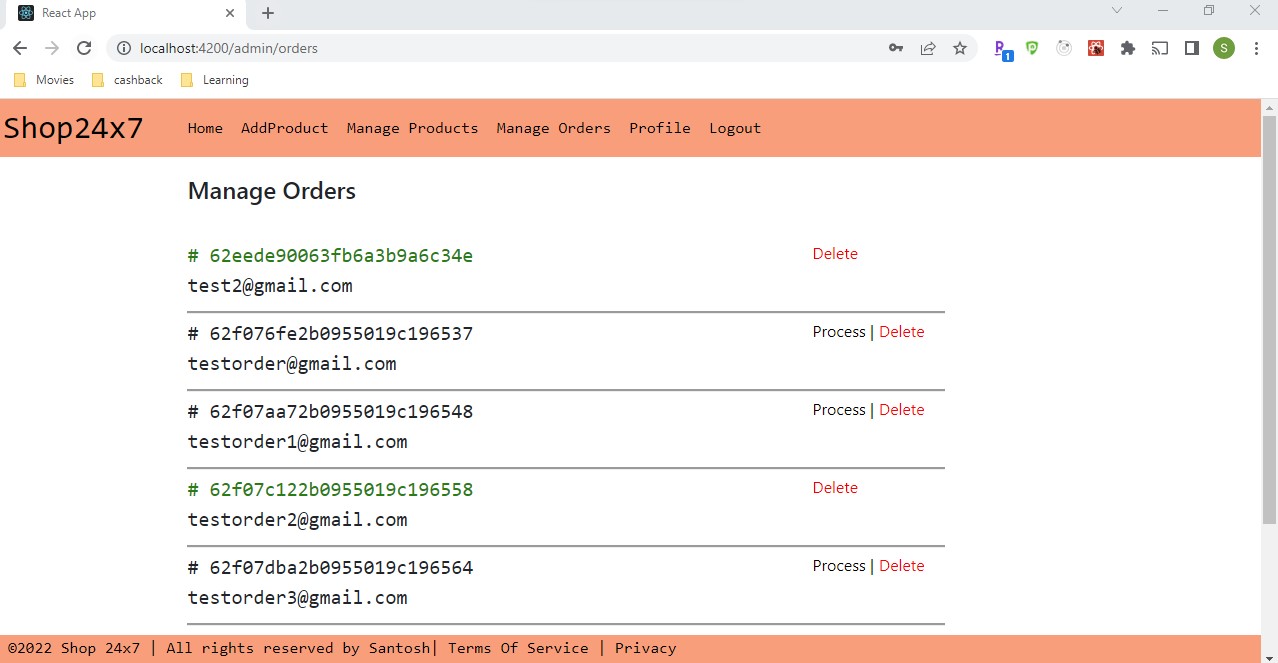 React App
localhost:4200/admin/orders
1
S
Movies cashback Learning
Shop24x7 Home AddProduct Manage Products Manage Orders Profile Logout
Manage Orders
# 62eede90063fb6a3b9a6c34e Delete
test2@gmail.com
# 62f076fe2b0955019c196537 Process | Delete
testorder@gmail.com
# 62f07aa72b0955019c196548 Process | Delete
testorder1@gmail.com
# 62f07c122b0955019c196558 Delete
testorder2@gmail.com
# 62f07dba2b0955019c196564 Process | Delete
testorder3@gmail.com
©2022 Shop 24x7 | All rights reserved by Santosh| Terms Of Service | Privacy